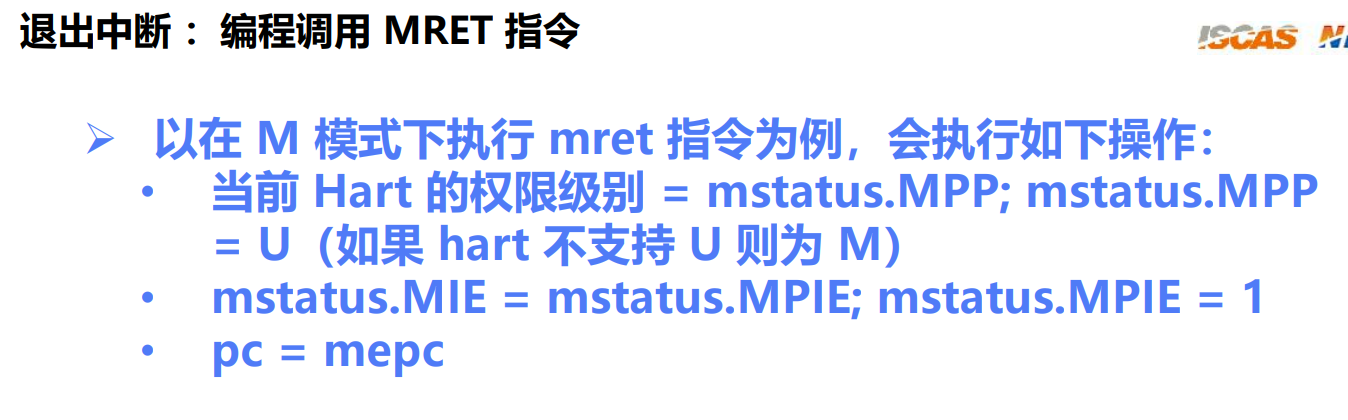 退出中断： 编程调用 MRET 指令
ISCAS
➢ 以在 M 模式下执行 mret 指令为例，会执行如下操作：
• 当前 Hart 的权限级别 = mstatus.MPP; mstatus.MPP
= U（如果 hart 不支持 U 则为 M）
• mstatus.MIE = mstatus.MPIE; mstatus.MPIE = 1
• pc = mepc